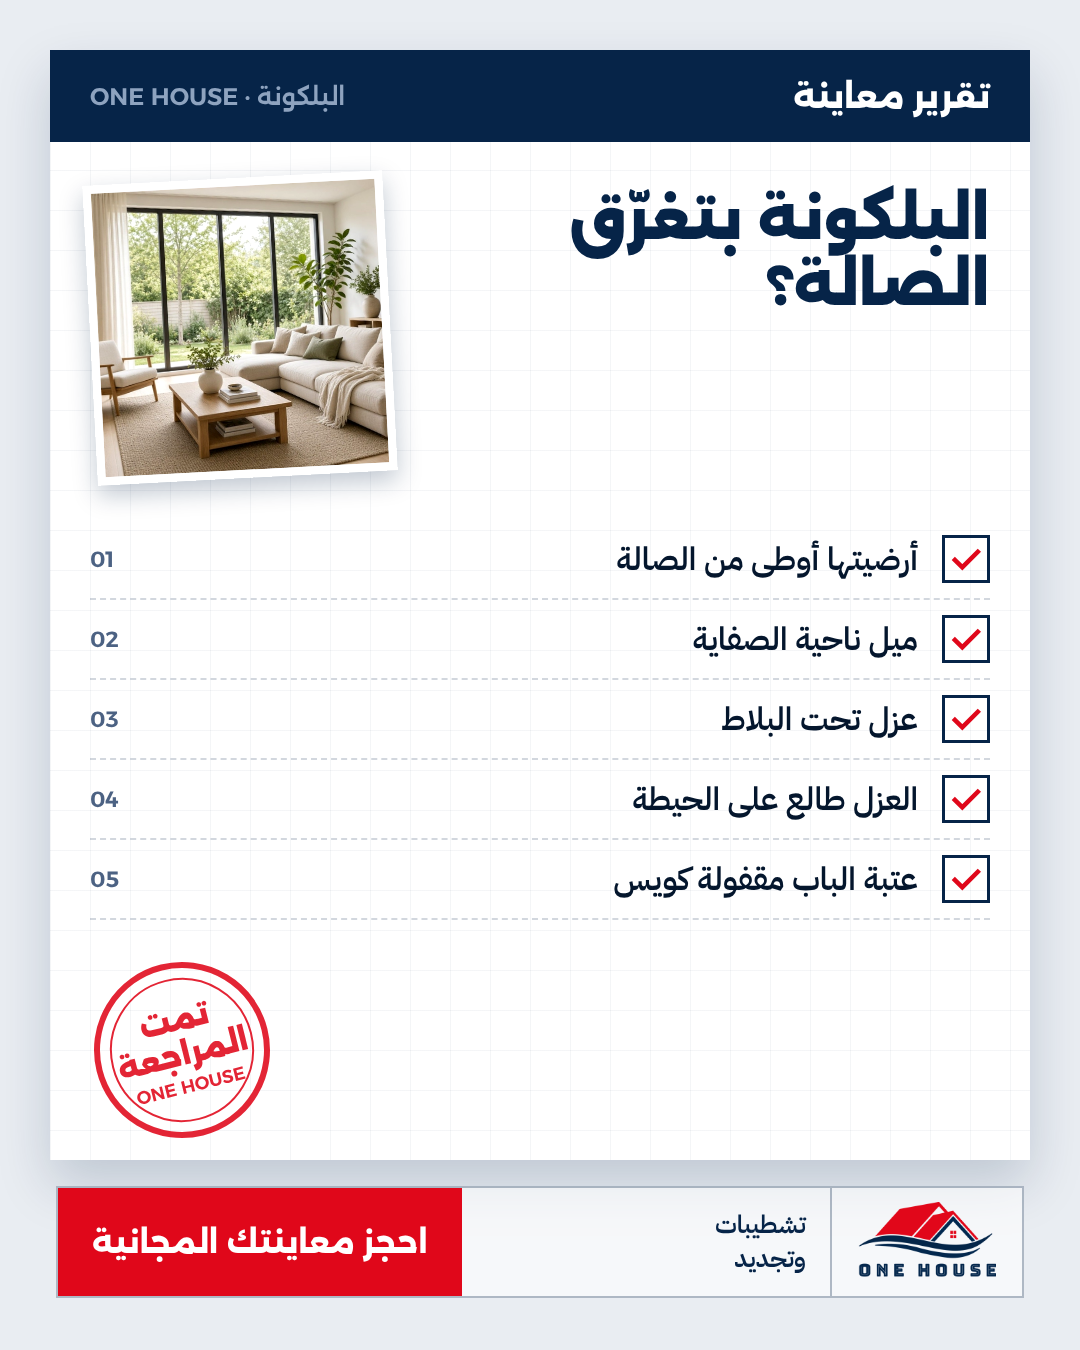 تقرير معاينة
البلكونة · ONE HOUSE
البلكونة بتغرّق
الصالة؟
أرضيتها أوطى من الصالة 01
ميل ناحية الصفاية 02
عزل تحت البلاط 03
العزل طالع على الحيطة 04
عتبة الباب مقفولة كويس 05
تمت
المراجعة
ONE HOUSE
ONE HOUSE
تشطيبات
وتجديد
احجز معاينتك المجانية